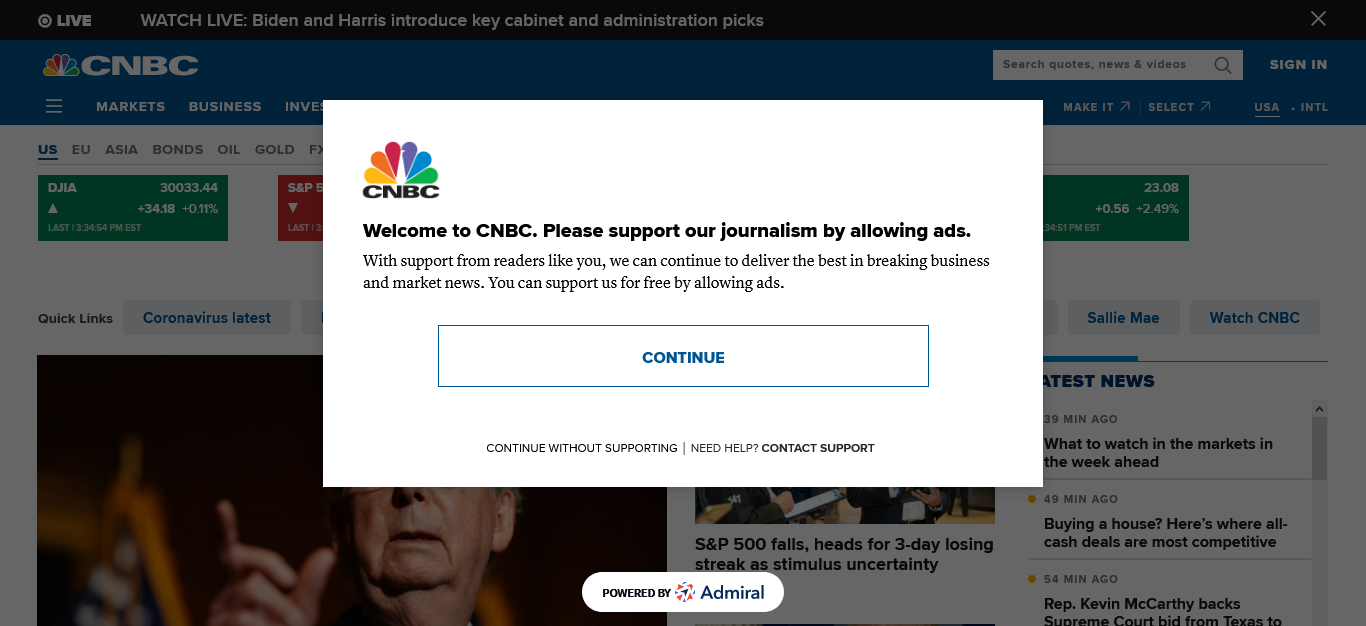 LIVE
WATCH LIVE: Biden and Harris introduce key cabinet and administration picks
CNBC
Search quotes, news & videos
SIGN IN
MARKETS
BUSINESS
MAKE IT
SELECT
USA
- INTL
US
EU
ASIA
BONDS
OIL
GOLD
DJIA
30033.44
+34.18 +0.11%
LAST | 3:34:54 PM EST
S&P
LAST | 3:
23.08
+0.56 +2.49%
34:51 PM EST
CNBC
Welcome to CNBC. Please support our journalism by allowing ads.
With support from readers like you, we can continue to deliver the best in breaking business
and market news. You can support us for free by allowing ads.
CONTINUE
CONTINUE WITHOUT SUPPORTING | NEED HELP? CONTACT SUPPORT
Quick Links
Coronavirus latest
Sallie Mae
Watch CNBC
ATEST NEWS
39 MIN AGO
What to watch in the markets in
the week ahead
49 MIN AGO
Buying a house? Here’s where all-
cash deals are most competitive
54 MIN AGO
Rep. Kevin McCarthy backs
Supreme Court bid from Texas to
S&P 500 falls, heads for 3-day losing
streak as stimulus uncertainty
POWERED BY Admiral